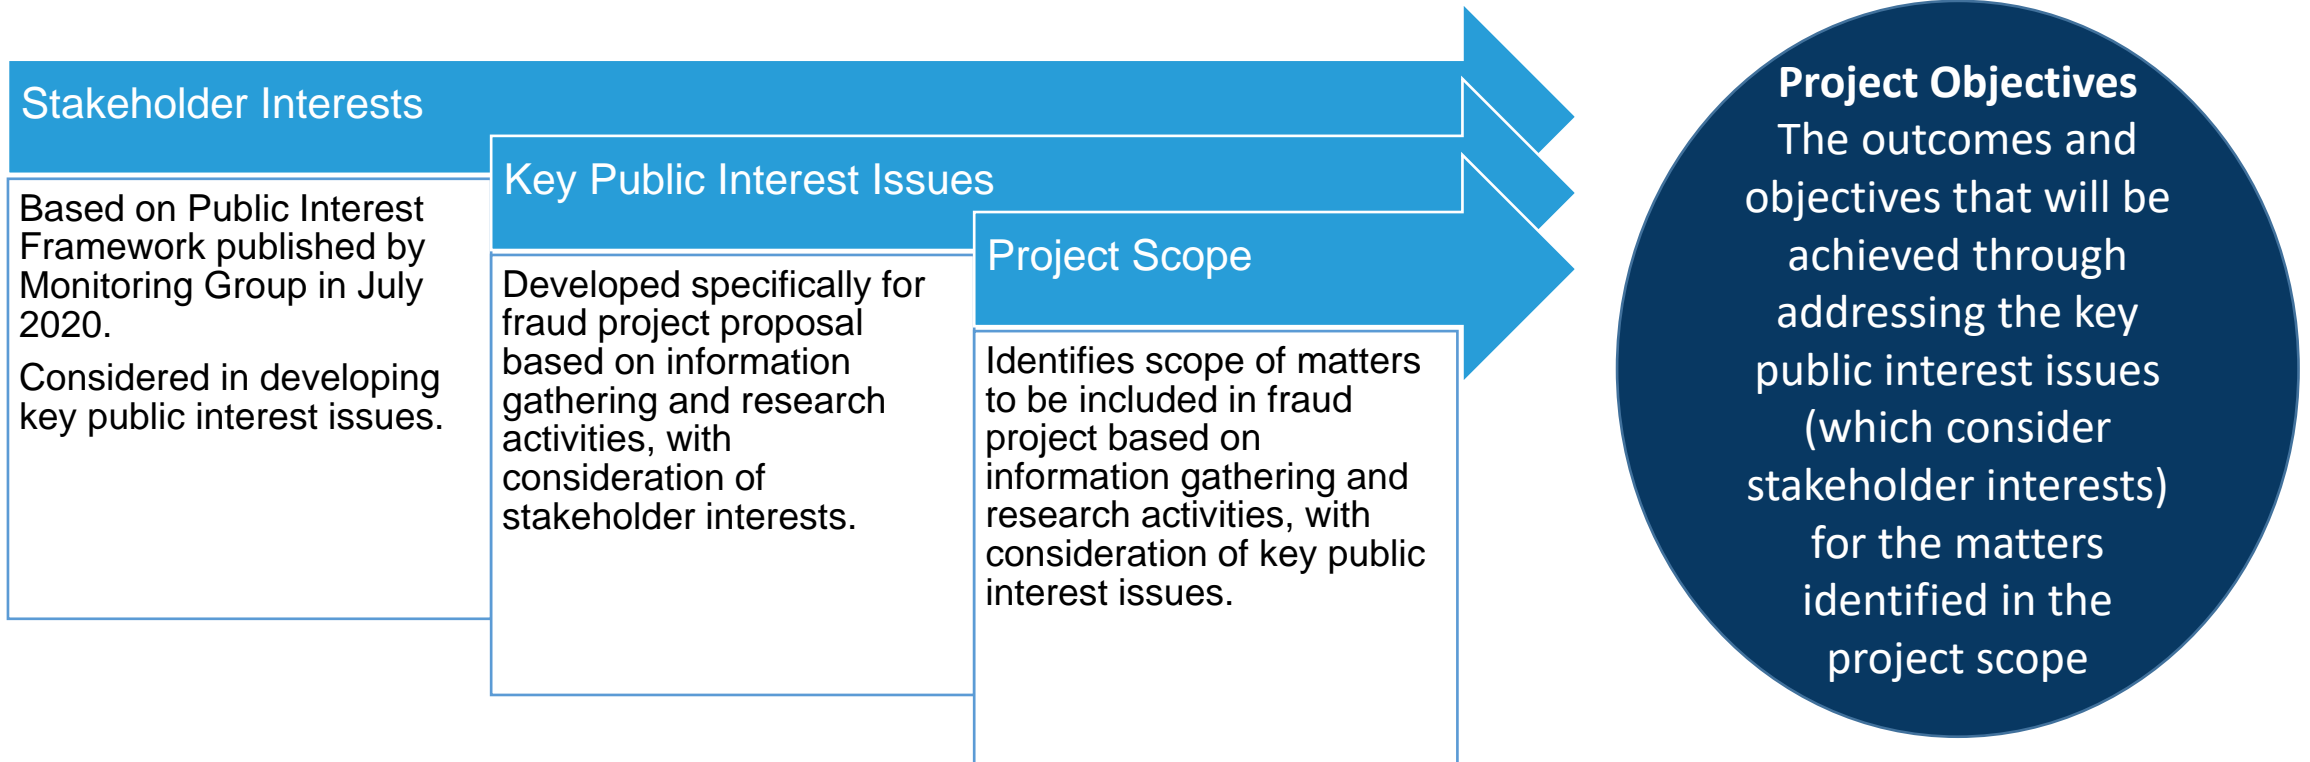 Stakeholder Interests
Based on Public Interest
Framework published by
Monitoring Group in July
2020.
Considered in developing
key public interest issues.
Key Public Interest Issues
Developed specifically for
fraud project proposal
based on information
gathering and research
activities, with
consideration of
stakeholder interests.
Project Scope
Identifies scope of matters
to be included in fraud
project based on
information gathering and
research activities, with
consideration of key public
interest issues.
Project Objectives
The outcomes and
objectives that will be
achieved through
addressing the key
public interest issues
(which consider
stakeholder interests)
for the matters
identified in the
project scope